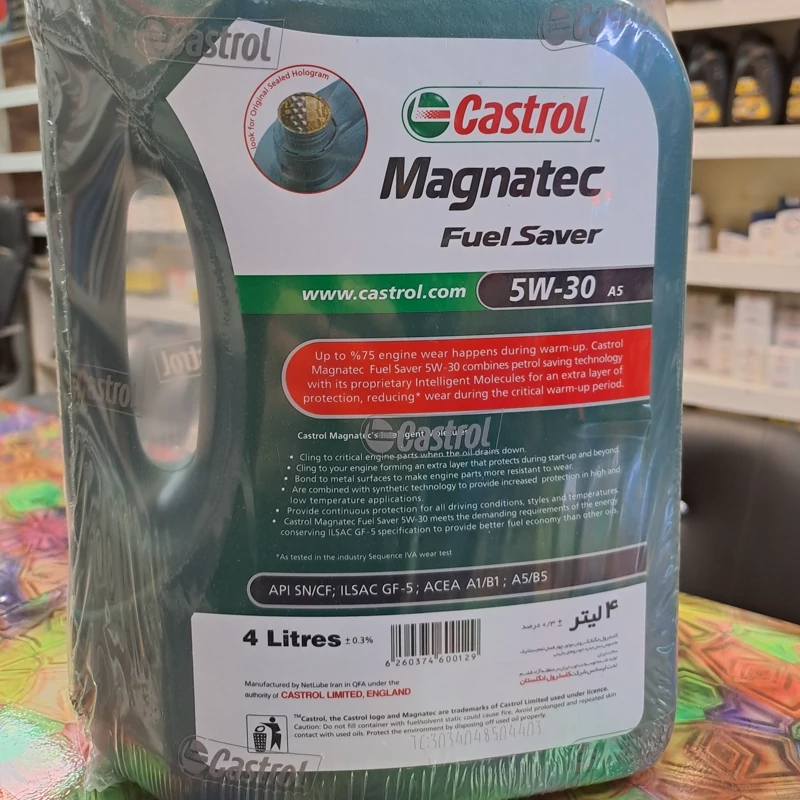 Castrol
Look for Original Sealed Hologram
Castrol
Magnatec
Fuel Saver
www.castrol.com
5W-30 A5
Up to %75 engine wear happens during warm-up. Castrol
Magnatec Fuel Saver 5W-30 combines petrol saving technology
with its proprietary Intelligent Molecules for an extra layer of
protection, reducing* wear during the critical warm-up period.
Castrol
Castrol
Castrol
Castrol Magnatec's Intelligent Molecules
• Cling to critical engine parts when the oil drains down.
• Cling to your engine forming an extra layer that protects during start-up and beyond.
• Bond to metal surfaces to make engine parts more resistant to wear.
• Are combined with synthetic technology to provide increased protection in high and
low temperature applications.
• Provide continuous protection for all driving conditions, styles and temperatures.
• Castrol Magnatec Fuel Saver 5W-30 meets the demanding requirements of the energy
conserving ILSAC GF-5 specification to provide better fuel economy than other oils.
*As tested in the industry Sequence IVA wear test
API SN/CF; ILSAC GF-5; ACEA A1/B1; A5/B5
4 Litres ± 0.3%
6 260374 600129
۴ لیتر ± ۰/۳ درصد
Manufactured by NetLube Iran in QFA under the
authority of CASTROL LIMITED, ENGLAND
™Castrol, the Castrol logo and Magnatec are trademarks of Castrol Limited used under licence.
Caution: Do not fill container with fuel/solvent static could cause fire. Avoid prolonged and repeated skin
contact with used oils. Protect the environment by disposing off used oil properly.
Castrol